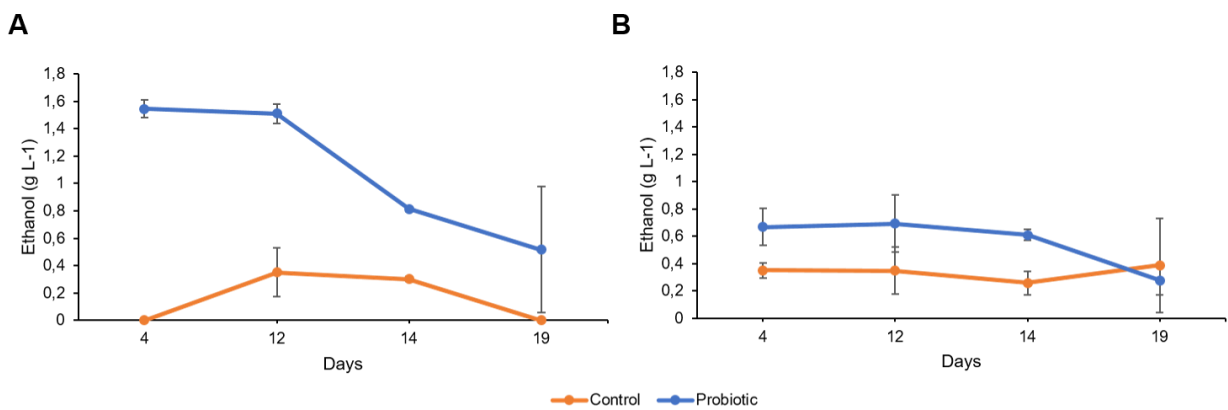 A
B
1,8
1,6
1,4
1,2
1
0,8
0,6
0,4
0,2
0
Ethanol (g L-1)
4 12 14 19
Days
1,8
1,6
1,4
1,2
1
0,8
0,6
0,4
0,2
0
Ethanol (g L-1)
4 12 14 19
Days
Control Probiotic